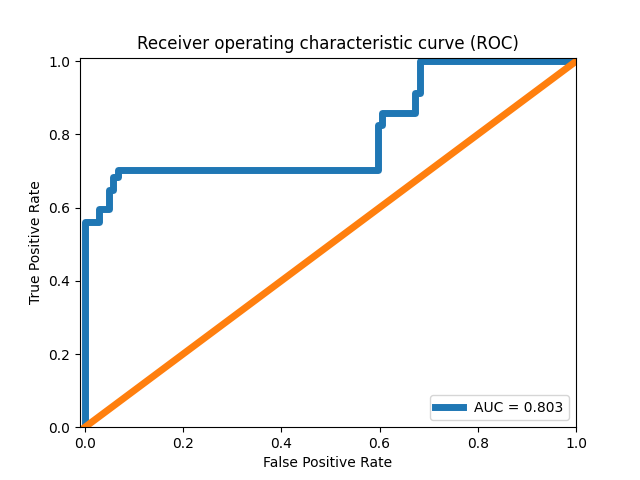 Receiver operating characteristic curve (ROC)
1.0
0.8
0.6
0.4
0.2
0.0
True Positive Rate
AUC = 0.803
0.0 0.2 0.4 0.6 0.8 1.0
False Positive Rate